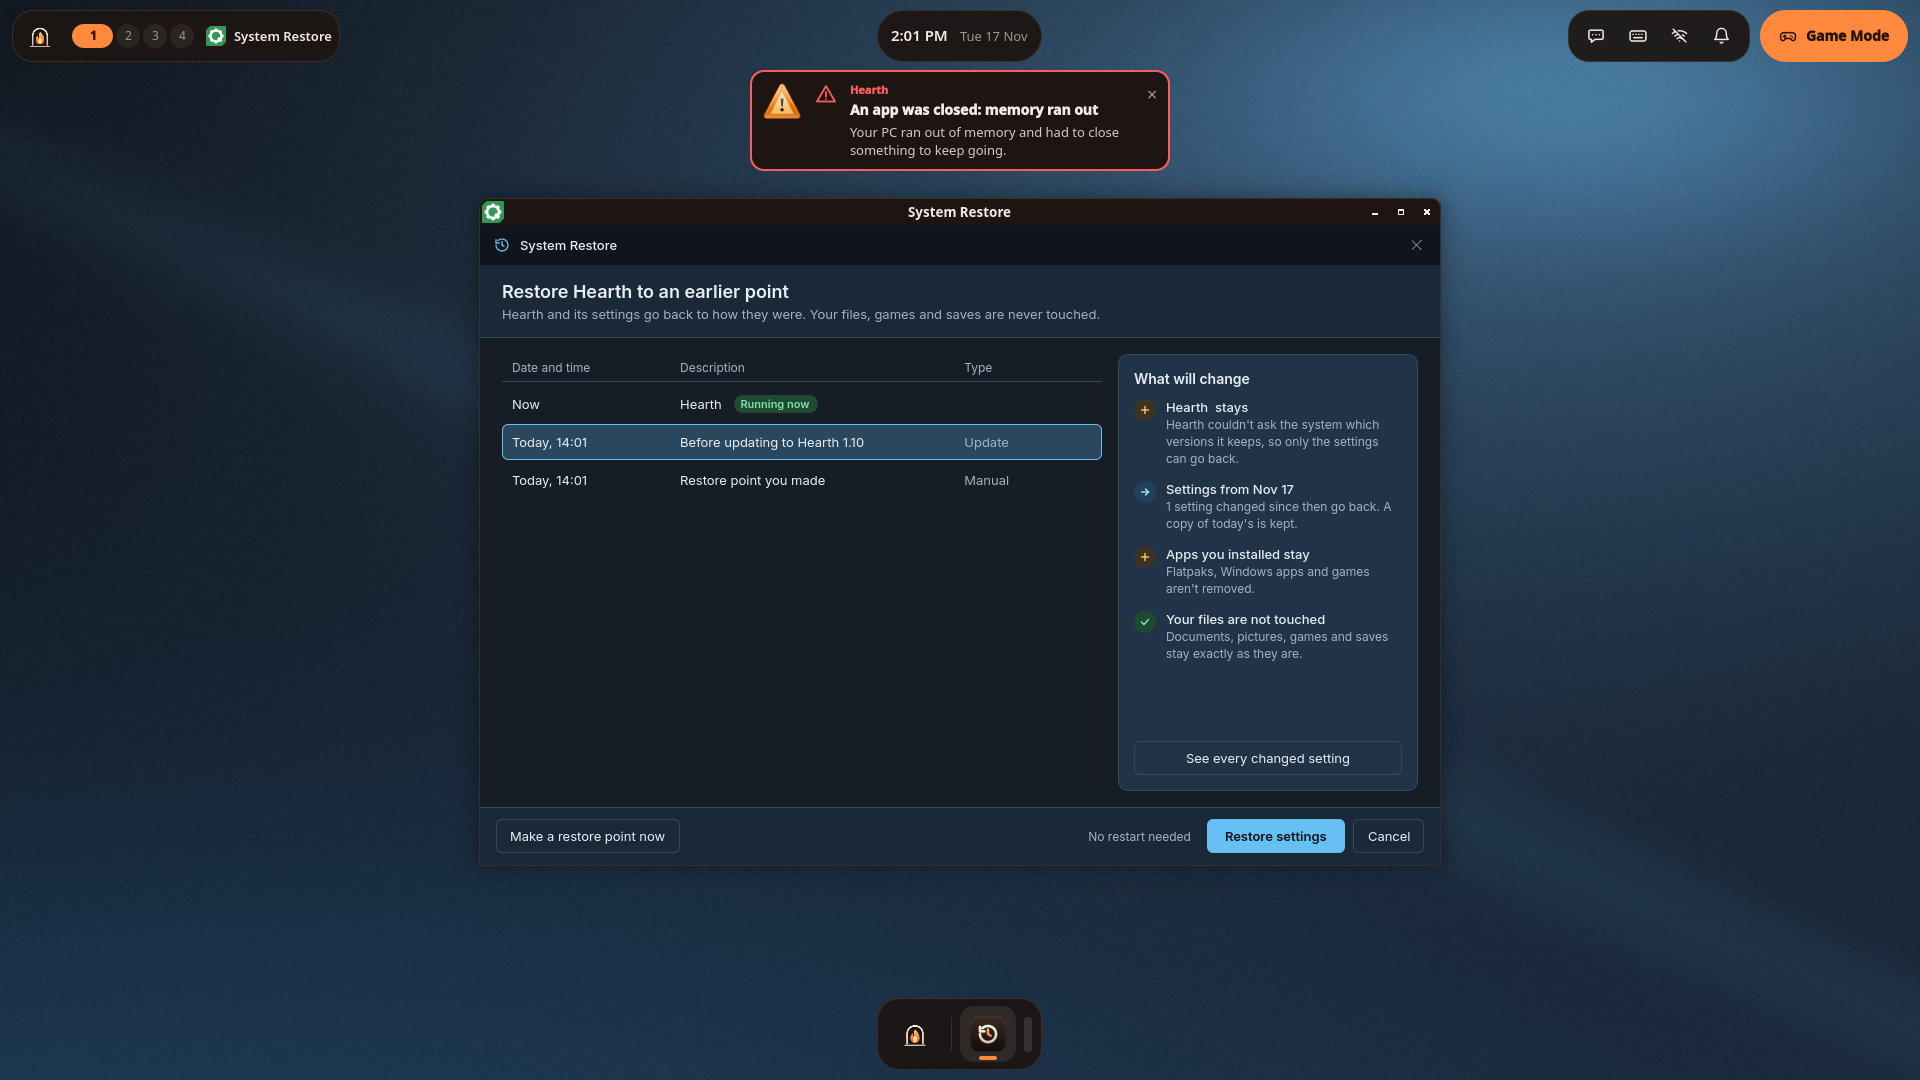 1 2 3 4 System Restore
2:01 PM Tue 17 Nov
Game Mode
Hearth
An app was closed: memory ran out
Your PC ran out of memory and had to close
something to keep going.
System Restore
System Restore
Restore Hearth to an earlier point
Hearth and its settings go back to how they were. Your files, games and saves are never touched.
Date and time Description Type
Now Hearth Running now
Today, 14:01 Before updating to Hearth 1.10 Update
Today, 14:01 Restore point you made Manual
What will change
Hearth stays
Hearth couldn't ask the system which
versions it keeps, so only the settings
can go back.
Settings from Nov 17
1 setting changed since then go back. A
copy of today's is kept.
Apps you installed stay
Flatpaks, Windows apps and games
aren't removed.
Your files are not touched
Documents, pictures, games and saves
stay exactly as they are.
See every changed setting
Make a restore point now
No restart needed
Restore settings
Cancel